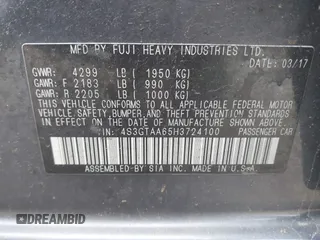 MFD BY FUJI HEAVY INDUSTRIES LTD.
GVWR: 4299 LB ( 1950 KG) DATE: 03/17
GAWR: F 2183 LB ( 990 KG)
GAWR: R 2205 LB ( 1000 KG)
THIS VEHICLE CONFORMS TO ALL APPLICABLE FEDERAL MOTOR
VEHICLE SAFETY, BUMPER, AND THEFT PREVENTION STANDARDS
IN EFFECT ON THE DATE OF MANUFACTURE SHOWN ABOVE.
VIN: 4S3GTAA65H3724100 PASSENGER CAR
ASSEMBLED BY SIA INC. MADE IN U.S.A.
DREAMBID